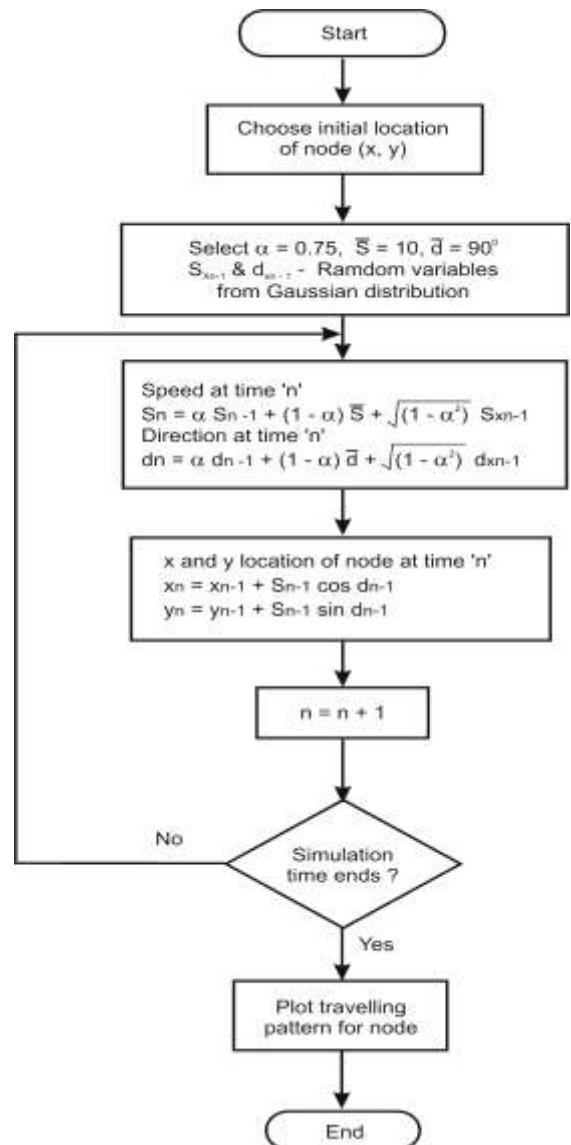 Start
Choose initial location
of node (x, y)
Select α = 0.75, S̅ = 10, d̅ = 90°
Sₓₙ₋₁ & dₓₙ₋₁ - Ramdom variables
from Gaussian distribution
Speed at time 'n'
Sn = α Sn -1 + (1 - α) S̅ + √(1 - α²) Sxn-1
Direction at time 'n'
dn = α dn -1 + (1 - α) d̅ + √(1 - α²) dxn-1
x and y location of node at time 'n'
xn = xn-1 + Sn-1 cos dn-1
yn = yn-1 + Sn-1 sin dn-1
n = n + 1
No
Simulation
time ends ?
Yes
Plot travelling
pattern for node
End